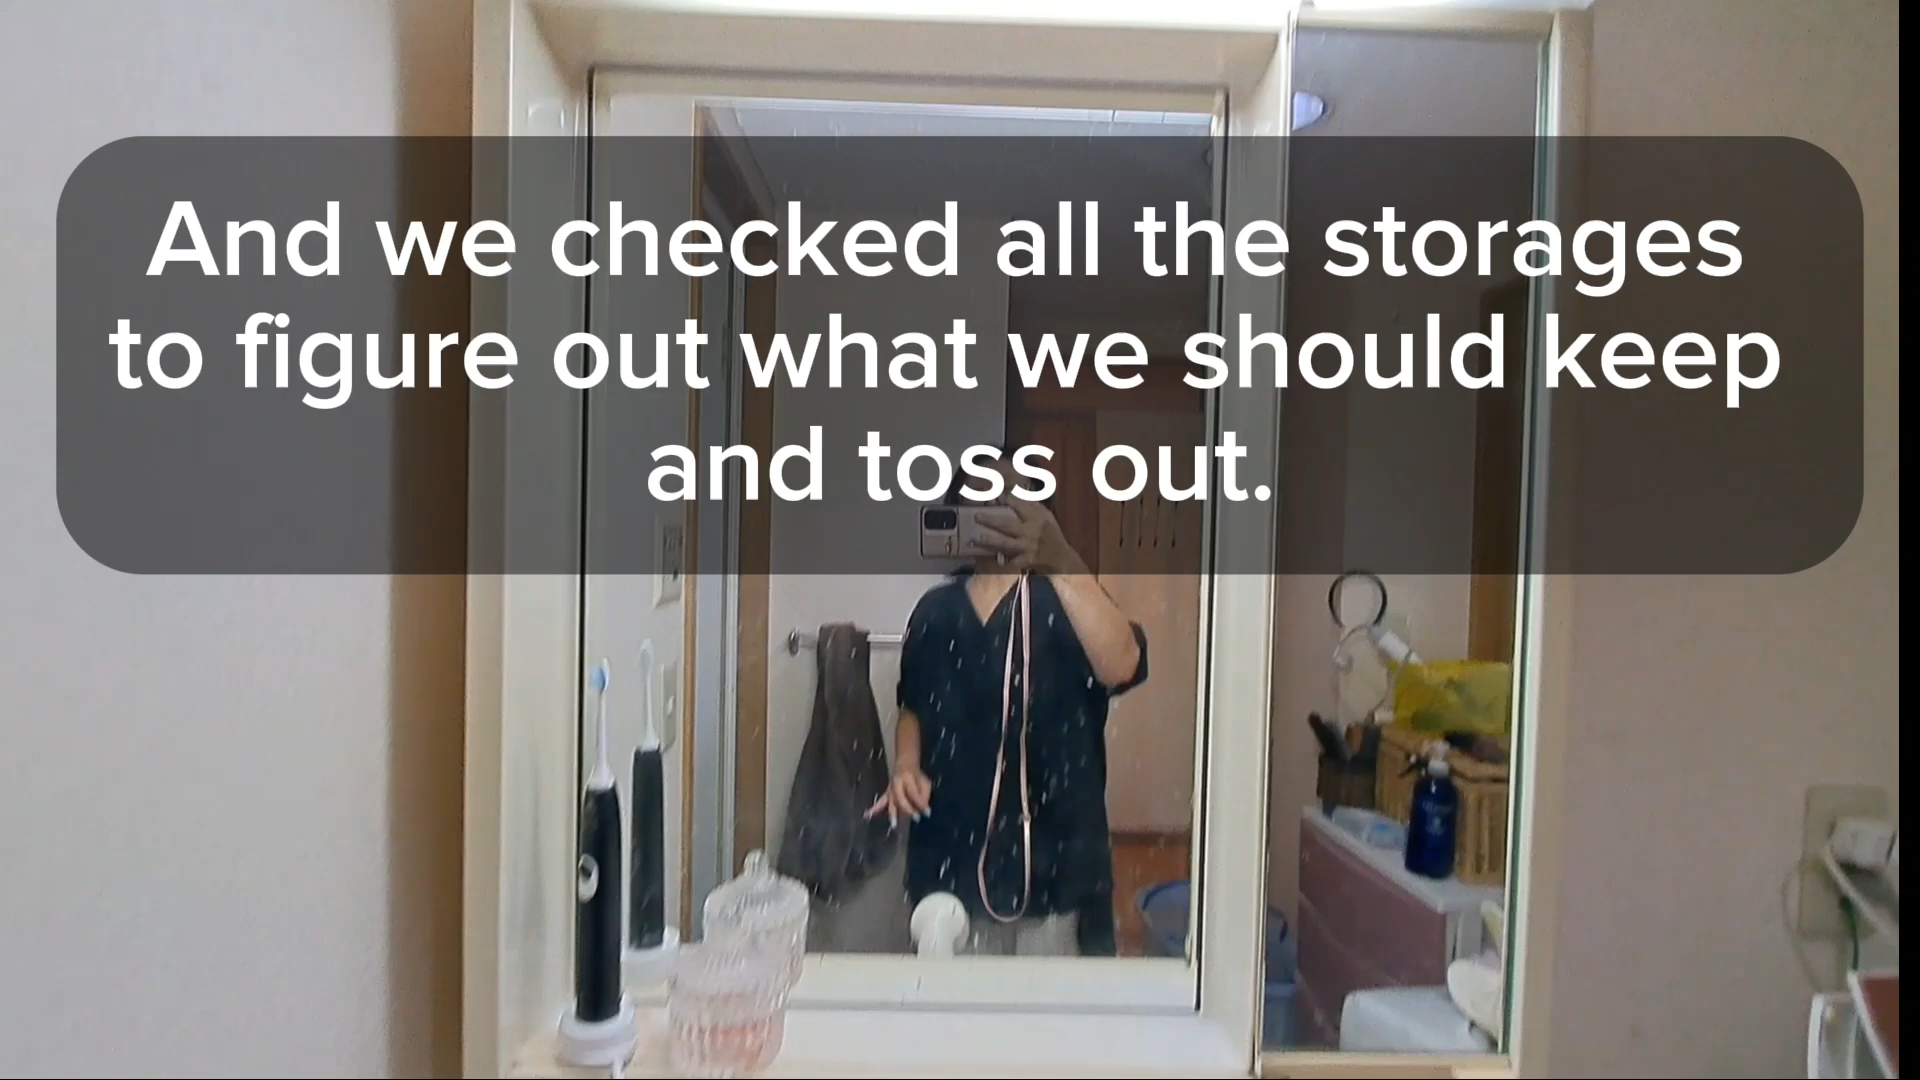 And we checked all the storages
to figure out what we should keep
and toss out.